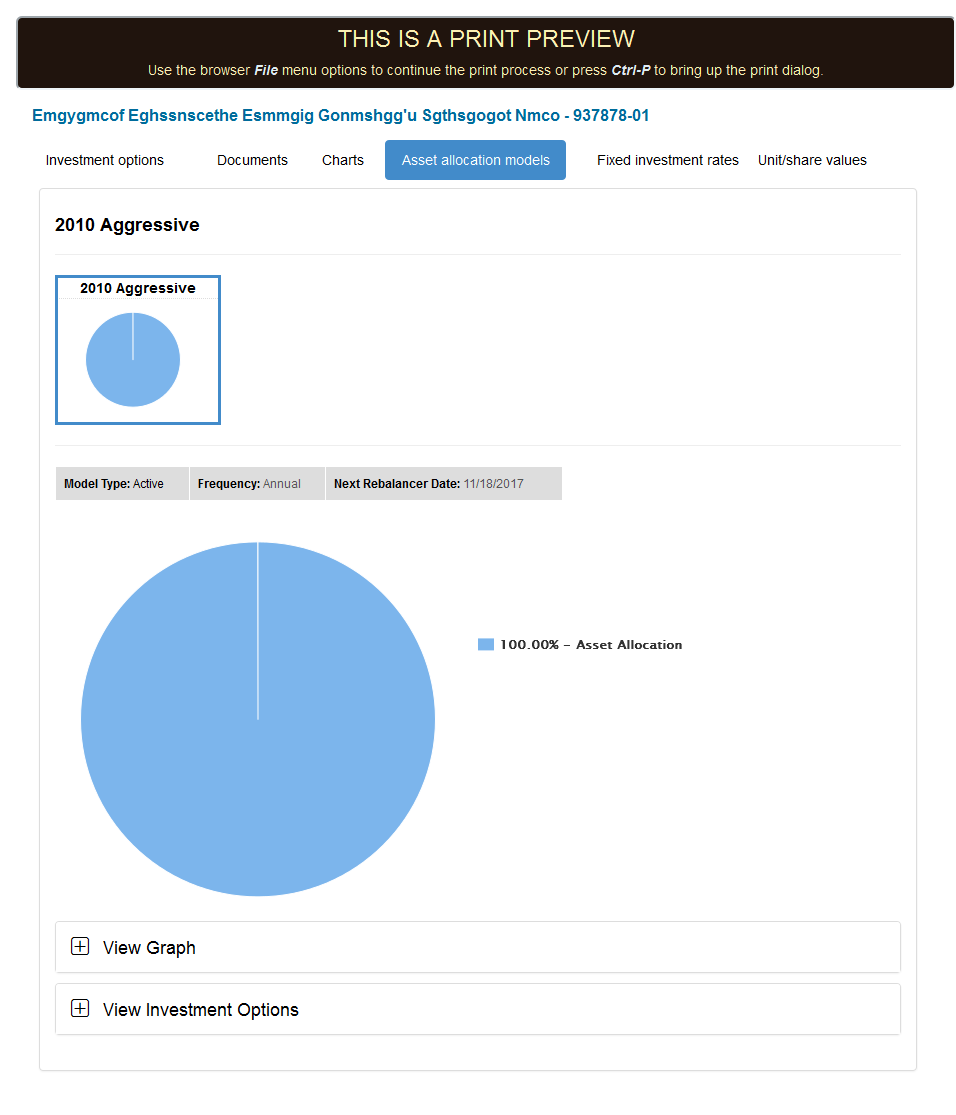 THIS IS A PRINT PREVIEW
Use the browser File menu options to continue the print process or press Ctrl-P to bring up the print dialog.
Emgygmcof Eghssnscethe Esmmgig Gonmshgg'u Sgthsgogot Nmco - 937878-01
Investment options Documents Charts Asset allocation models Fixed investment rates Unit/share values
2010 Aggressive
2010 Aggressive
Model Type: Active Frequency: Annual Next Rebalancer Date: 11/18/2017
100.00% - Asset Allocation
View Graph
View Investment Options